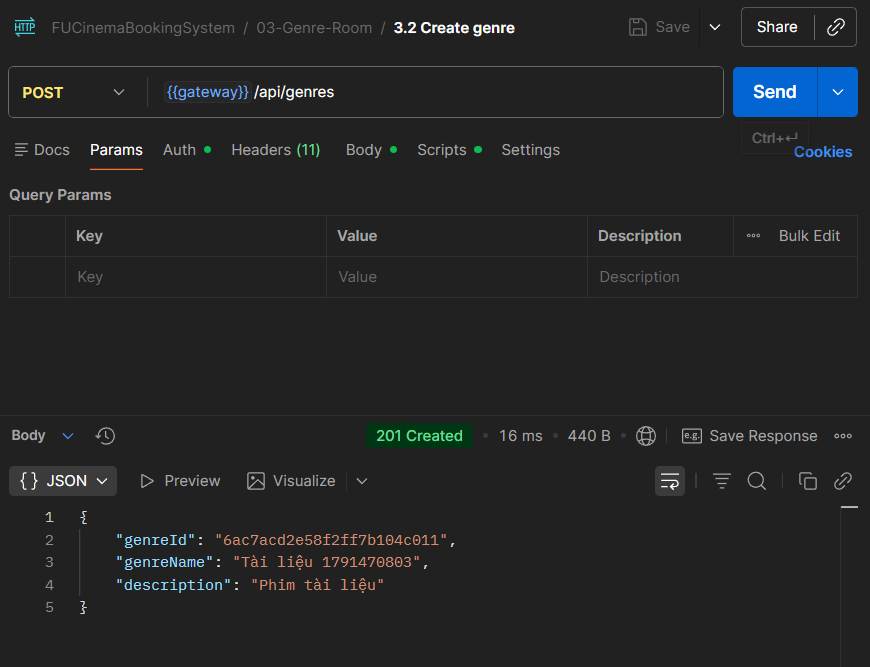 HTTP FUCinemaBookingSystem / 03-Genre-Room / 3.2 Create genre Save Share
POST {{gateway}} /api/genres Send
Ctrl+↵
Docs Params Auth Headers (11) Body Scripts Settings Cookies
Query Params
Key Value Description Bulk Edit
Key Value Description
Body 201 Created 16 ms 440 B e.g. Save Response
{} JSON Preview Visualize
1 {
2 "genreId": "6ac7acd2e58f2ff7b104c011",
3 "genreName": "Tài liệu 1791470803",
4 "description": "Phim tài liệu"
5 }